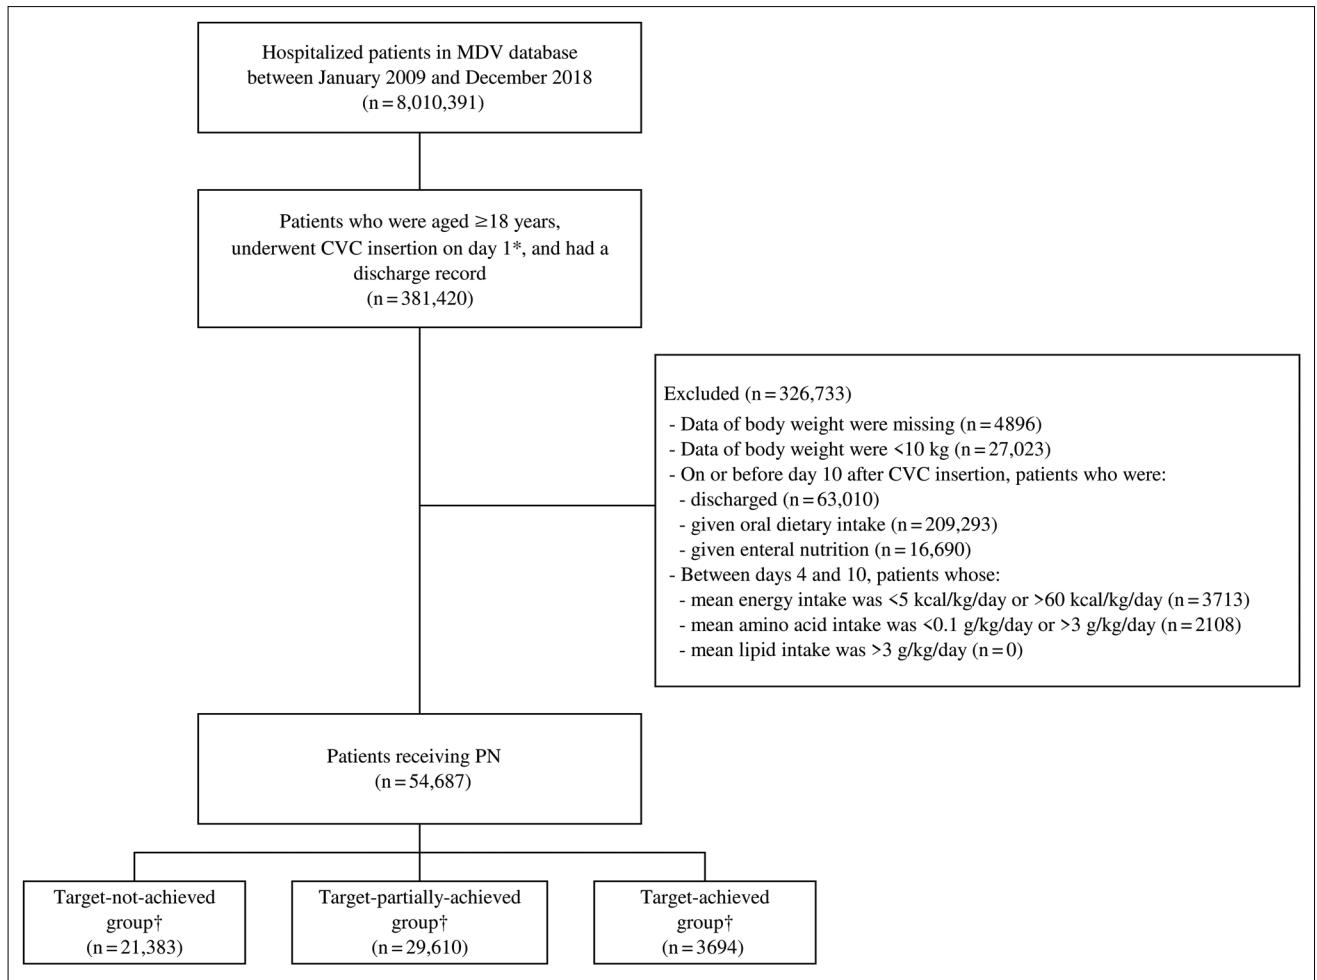 Hospitalized patients in MDV database
between January 2009 and December 2018
(n = 8,010,391)
Patients who were aged ≥18 years,
underwent CVC insertion on day 1*, and had a
discharge record
(n = 381,420)
Excluded (n = 326,733)
- Data of body weight were missing (n = 4896)
- Data of body weight were <10 kg (n = 27,023)
- On or before day 10 after CVC insertion, patients who were:
- discharged (n = 63,010)
- given oral dietary intake (n = 209,293)
- given enteral nutrition (n = 16,690)
- Between days 4 and 10, patients whose:
- mean energy intake was <5 kcal/kg/day or >60 kcal/kg/day (n = 3713)
- mean amino acid intake was <0.1 g/kg/day or >3 g/kg/day (n = 2108)
- mean lipid intake was >3 g/kg/day (n = 0)
Patients receiving PN
(n = 54,687)
Target-not-achieved
group†
(n = 21,383)
Target-partially-achieved
group†
(n = 29,610)
Target-achieved
group†
(n = 3694)